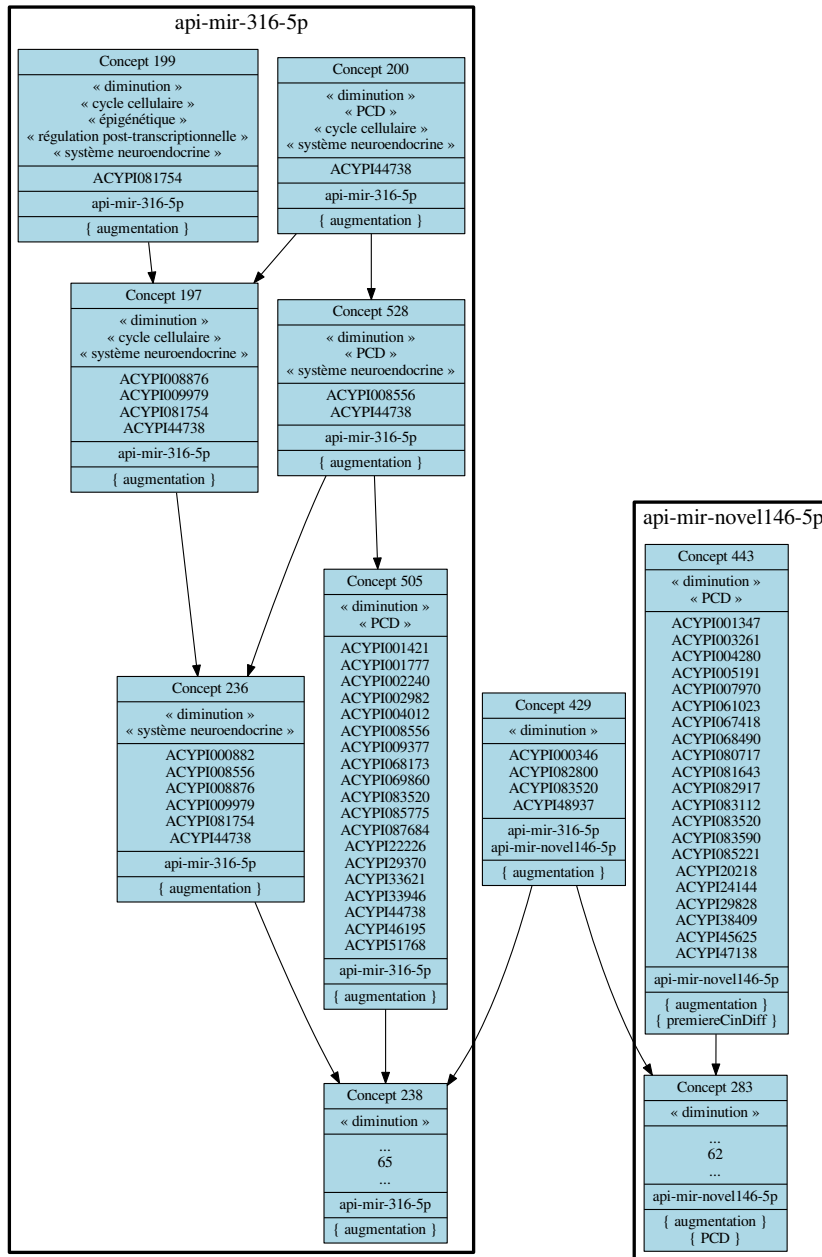 api-mir-316-5p
Concept 199
« diminution »
« cycle cellulaire »
« épigénétique »
« régulation post-transcriptionnelle »
« système neuroendocrine »
ACYPI081754
api-mir-316-5p
{ augmentation }
Concept 200
« diminution »
« PCD »
« cycle cellulaire »
« système neuroendocrine »
ACYPI44738
api-mir-316-5p
{ augmentation }
Concept 197
« diminution »
« cycle cellulaire »
« système neuroendocrine »
ACYPI008876
ACYPI009979
ACYPI081754
ACYPI44738
api-mir-316-5p
{ augmentation }
Concept 528
« diminution »
« PCD »
« système neuroendocrine »
ACYPI008556
ACYPI44738
api-mir-316-5p
{ augmentation }
Concept 236
« diminution »
« système neuroendocrine »
ACYPI000882
ACYPI008556
ACYPI008876
ACYPI009979
ACYPI081754
ACYPI44738
api-mir-316-5p
{ augmentation }
Concept 505
« diminution »
« PCD »
ACYPI001421
ACYPI001777
ACYPI002240
ACYPI002982
ACYPI004012
ACYPI008556
ACYPI009377
ACYPI068173
ACYPI069860
ACYPI083520
ACYPI085775
ACYPI087684
ACYPI22226
ACYPI29370
ACYPI33621
ACYPI33946
ACYPI44738
ACYPI46195
ACYPI51768
api-mir-316-5p
{ augmentation }
Concept 238
« diminution »
...
65
...
api-mir-316-5p
{ augmentation }
Concept 429
« diminution »
ACYPI000346
ACYPI082800
ACYPI083520
ACYPI48937
api-mir-316-5p
api-mir-novel146-5p
{ augmentation }
api-mir-novel146-5p
Concept 443
« diminution »
« PCD »
ACYPI001347
ACYPI003261
ACYPI004280
ACYPI005191
ACYPI007970
ACYPI061023
ACYPI067418
ACYPI068490
ACYPI080717
ACYPI081643
ACYPI082917
ACYPI083112
ACYPI083520
ACYPI083590
ACYPI085221
ACYPI20218
ACYPI24144
ACYPI29828
ACYPI38409
ACYPI45625
ACYPI47138
api-mir-novel146-5p
{ augmentation }
{ premiereCinDiff }
Concept 283
« diminution »
...
62
...
api-mir-novel146-5p
{ augmentation }
{ PCD }